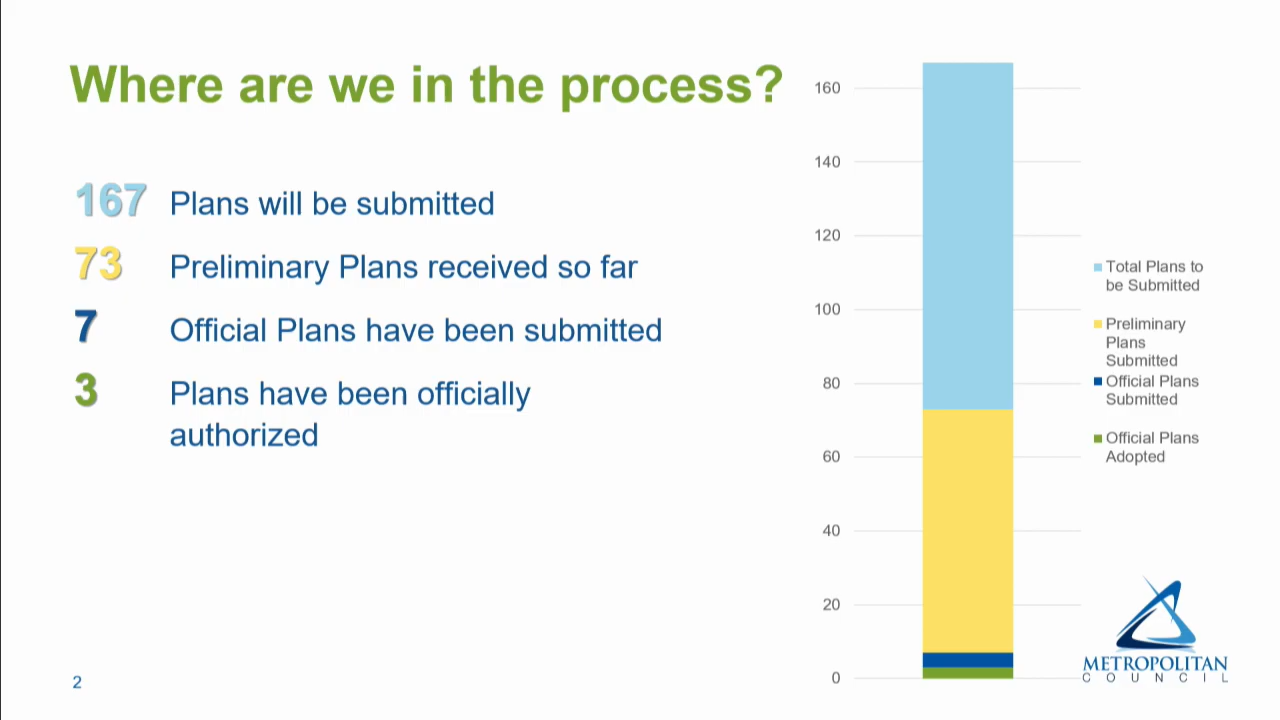 Where are we in the process?
167 Plans will be submitted
73 Preliminary Plans received so far
7 Official Plans have been submitted
3 Plans have been officially
authorized
160
140
120
100
80
60
40
20
0
Total Plans to
be Submitted
Preliminary
Plans
Submitted
Official Plans
Submitted
Official Plans
Adopted
METROPOLITAN
COUNCIL
2